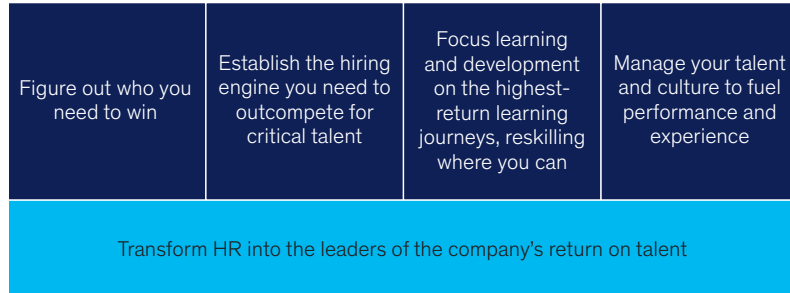 Figure out who you
need to win
Establish the hiring
engine you need to
outcompete for
critical talent
Focus learning
and development
on the highest-
return learning
journeys, reskilling
where you can
Manage your talent
and culture to fuel
performance and
experience
Transform HR into the leaders of the company’s return on talent